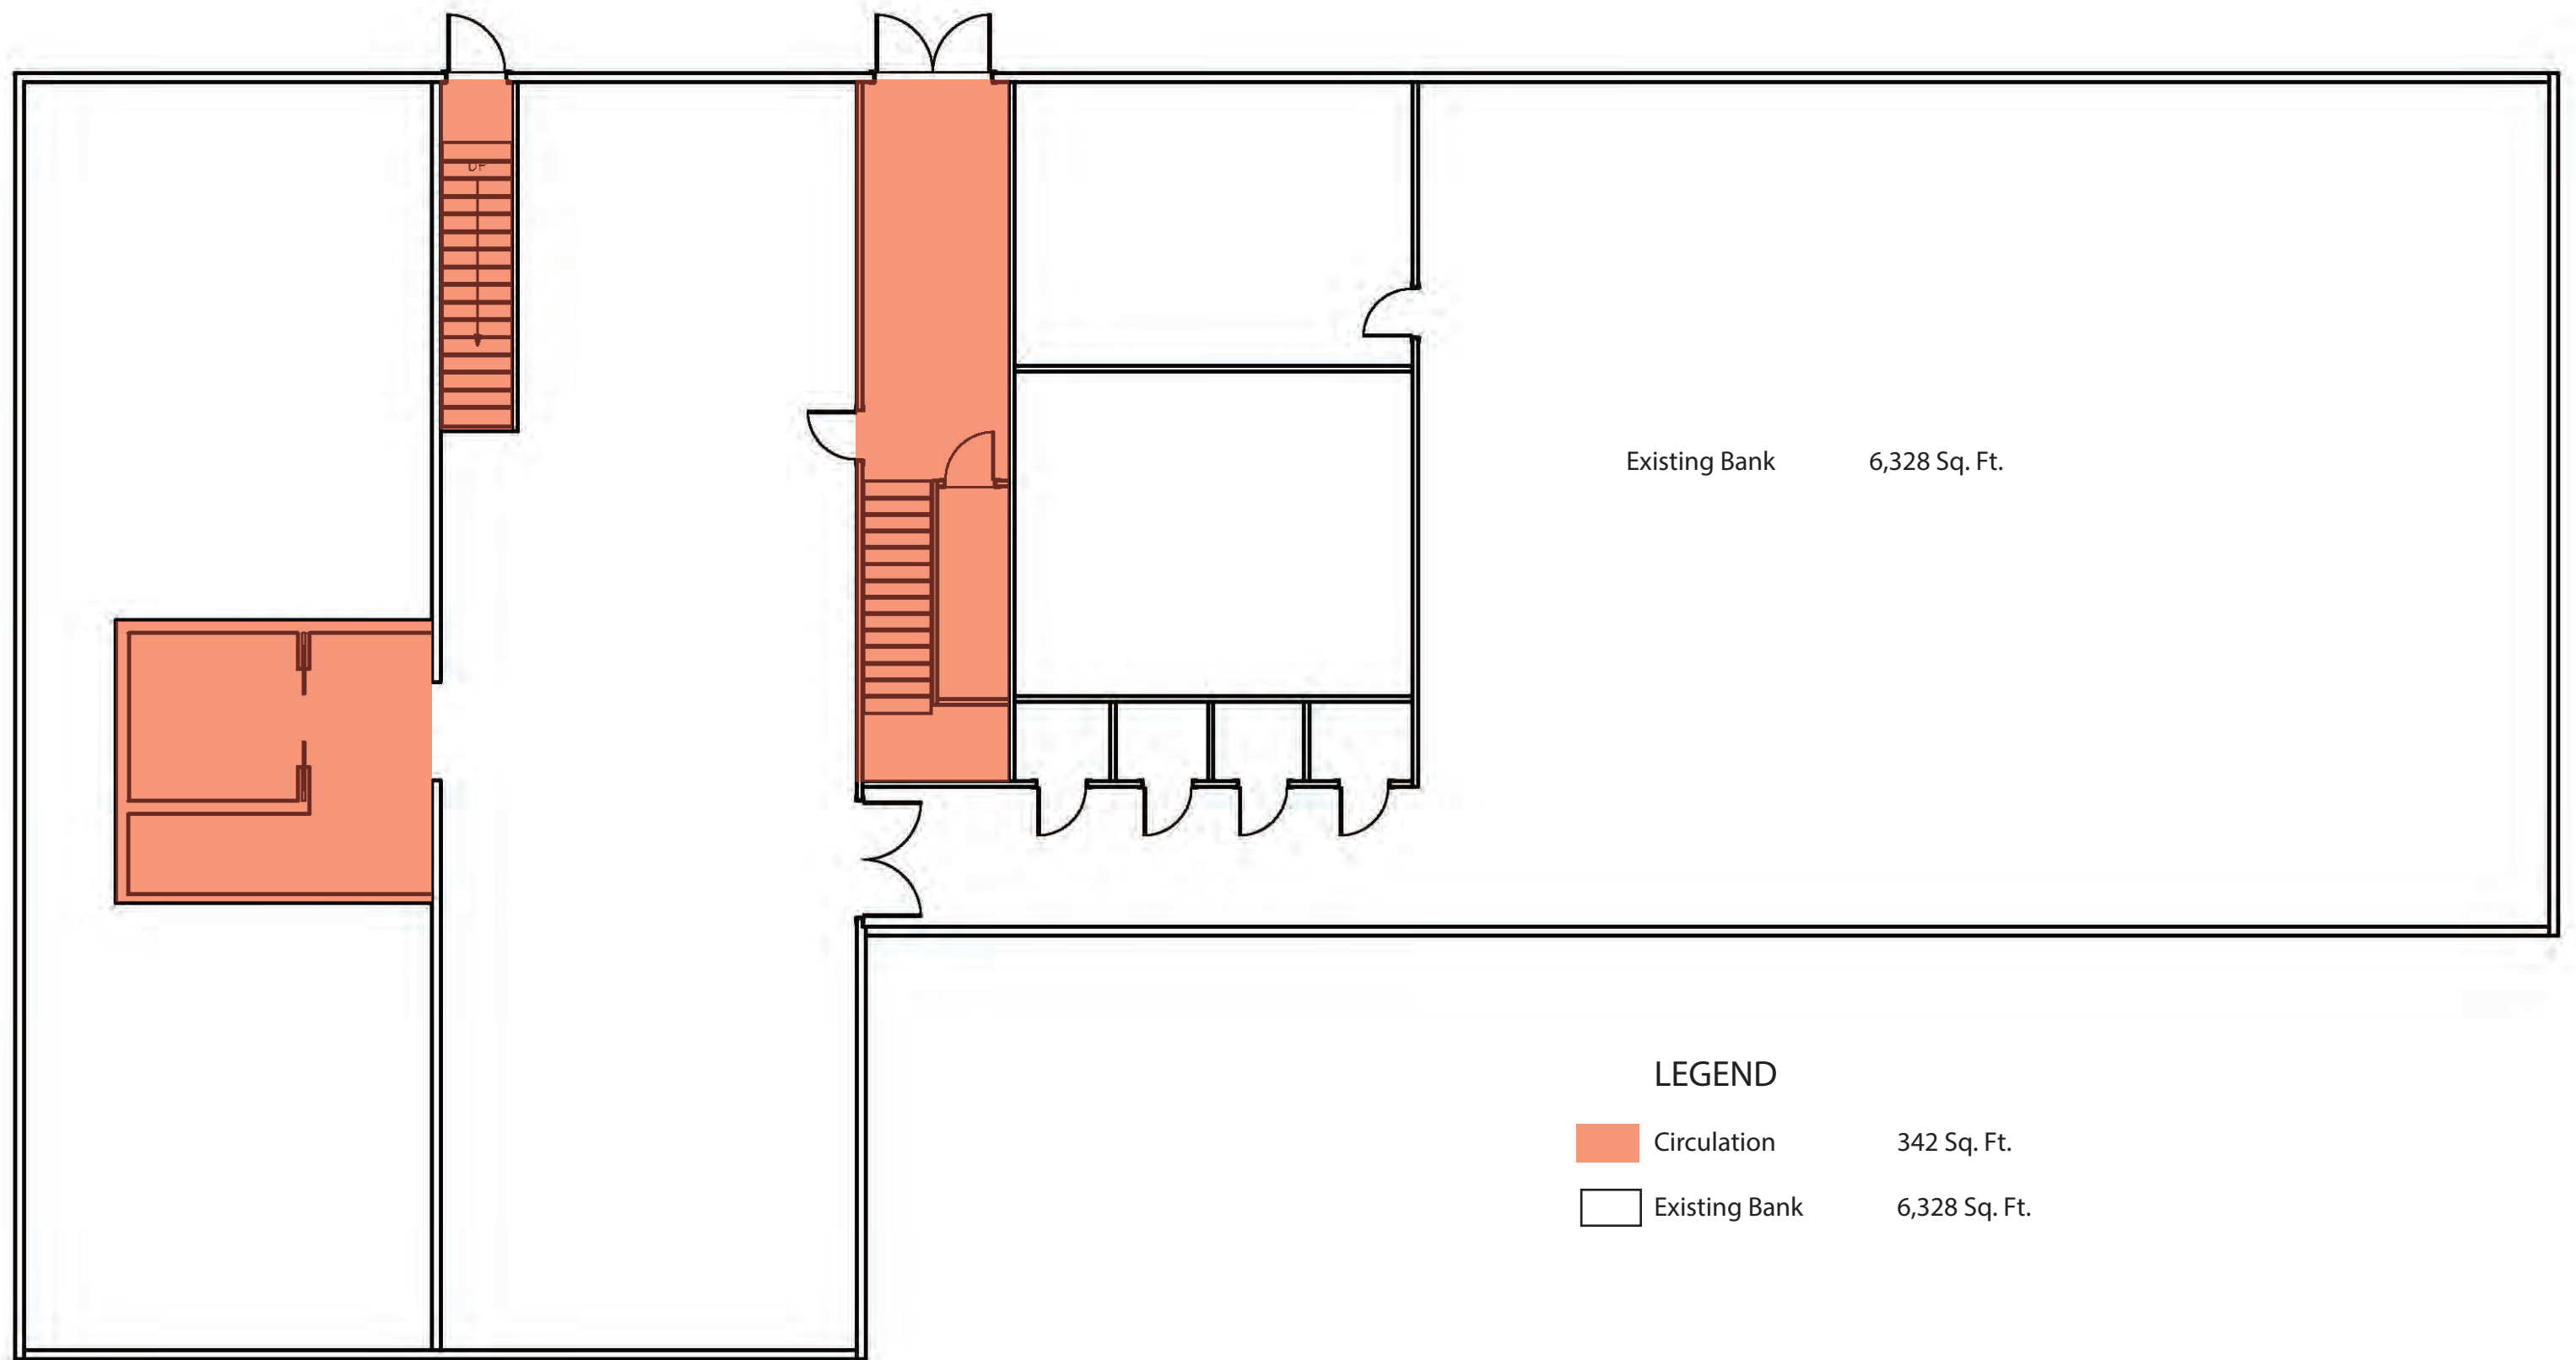 Existing Bank 6,328 Sq. Ft.
LEGEND
Circulation 342 Sq. Ft.
Existing Bank 6,328 Sq. Ft.